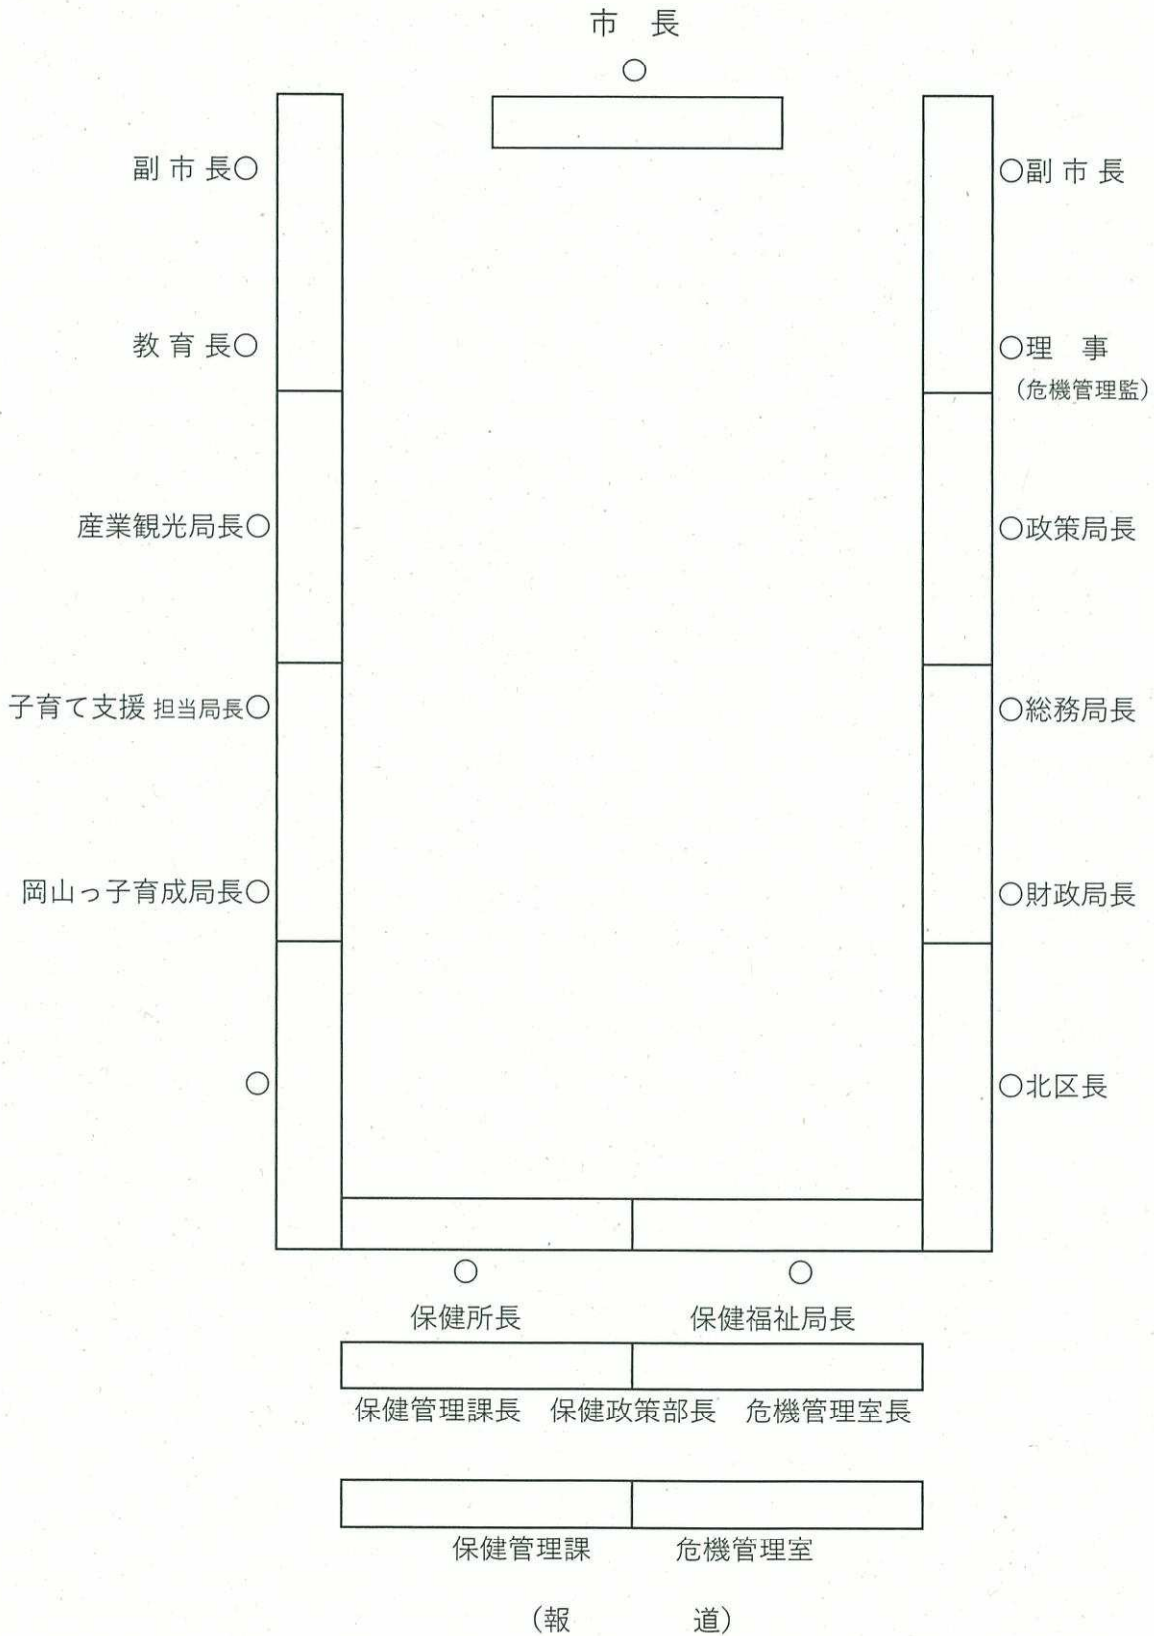 市　長
○
副 市 長○
○副 市 長
教 育 長○
○理　事
（危機管理監）
産業観光局長○
○政策局長
子育て支援 担当局長○
○総務局長
岡山っ子育成局長○
○財政局長
○
○北区長
○　○
保健所長　保健福祉局長
保健管理課長　保健政策部長　危機管理室長
保健管理課　危機管理室
（報　　　　道）